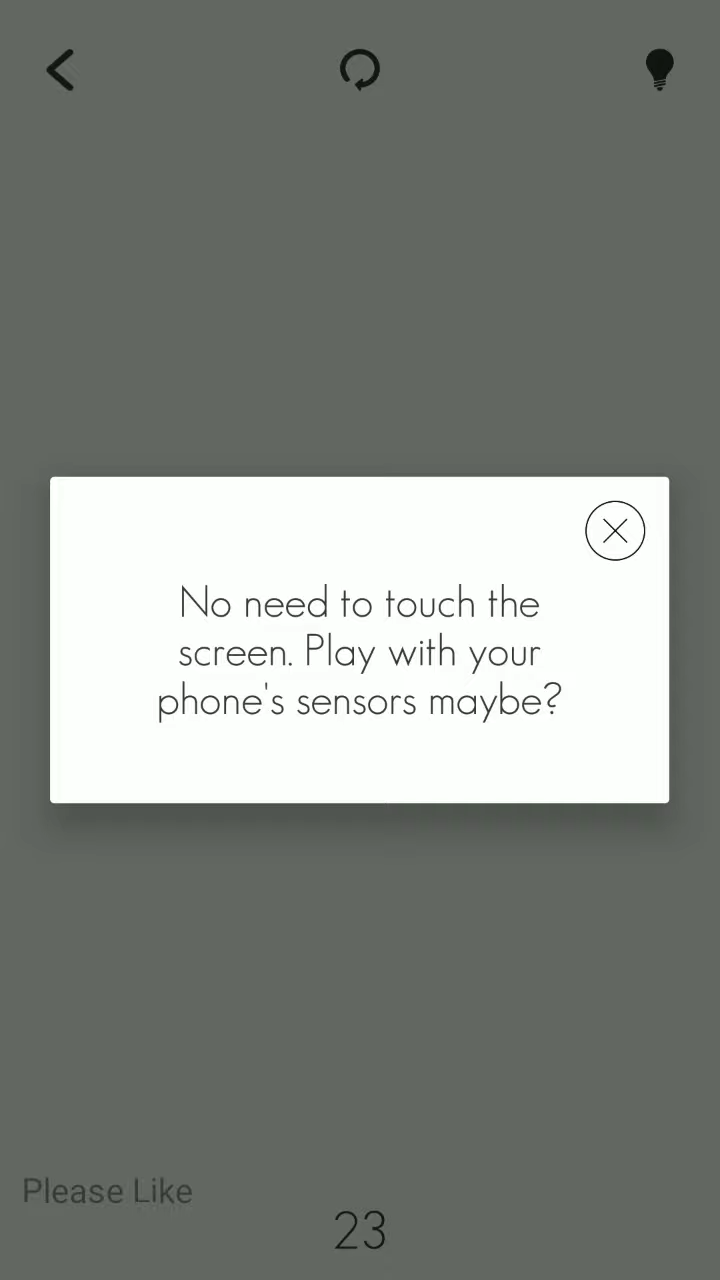 No need to touch the
screen. Play with your
phone's sensors maybe?
Please Like
23